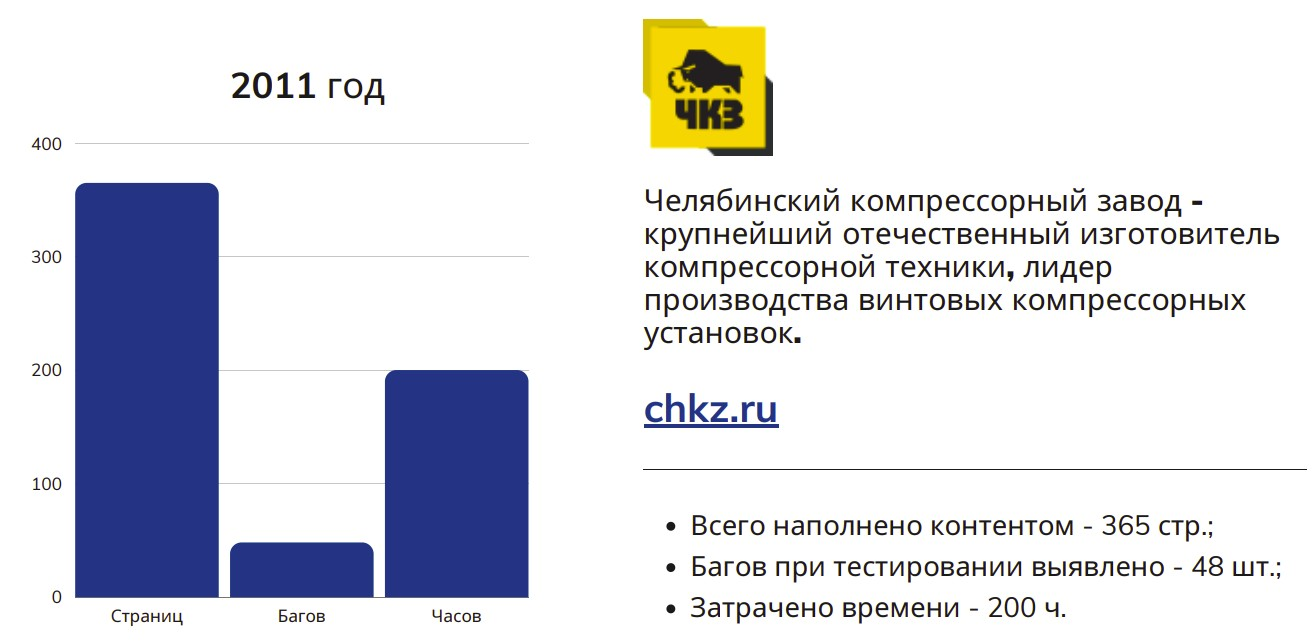 2011 год
400
300
200
100
0
Страниц
Багов
Часов
ЧКЗ
Челябинский компрессорный завод -
крупнейший отечественный изготовитель
компрессорной техники, лидер
производства винтовых компрессорных
установок.
chkz.ru
• Всего наполнено контентом - 365 стр.;
• Багов при тестировании выявлено - 48 шт.;
• Затрачено времени - 200 ч.